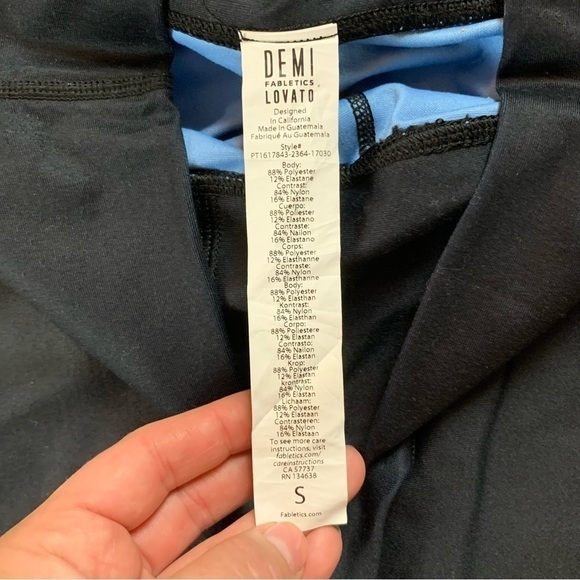 DEMI
FABLETICS
LOVATO
Designed
In California
Made In Guatemala
Fabriqué Au Guatemala
Style#
PT1617843-2364-17030
Body:
88% Polyester
12% Elastane
Contrast:
84% Nylon
16% Elastane
Cuerpo:
88% Poliester
12% Elastano
Contraste:
84% Nailon
16% Elastano
Corps:
88% Polyester
12% Elasthanne
Contraste:
84% Nylon
16% Elasthanne
Body:
88% Polyester
12% Elasthan
Kontrast:
84% Nylon
16% Elasthan
Corpo:
88% Poliestere
12% Elastan
Contrasto:
84% Nailon
16% Elastan
Krop:
88% Polyester
12% Elastan
krontrast:
84% Nylon
16% Elastan
Lichaam:
88% Polyester
12% Elastaan
Contrasteren:
84% Nylon
16% Elastaan
To see more care
instructions, visit
fabletics.com/
careinstructions
CA 57737
RN 134638
S
Fabletics.com